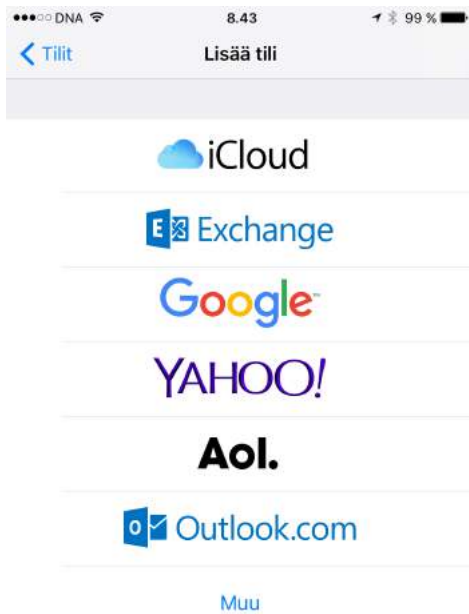 DNA 8.43 99 %
Tilit Lisää tili
iCloud
E Exchange
Google
YAHOO!
Aol.
o Outlook.com
Muu